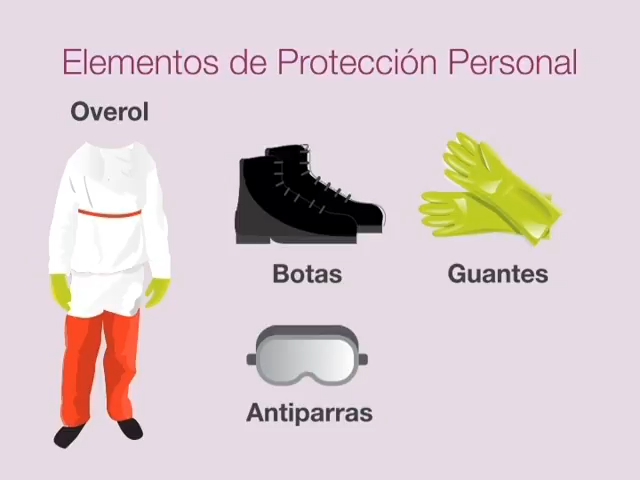 Elementos de Protección Personal
Overol
Botas
Guantes
Antiparras